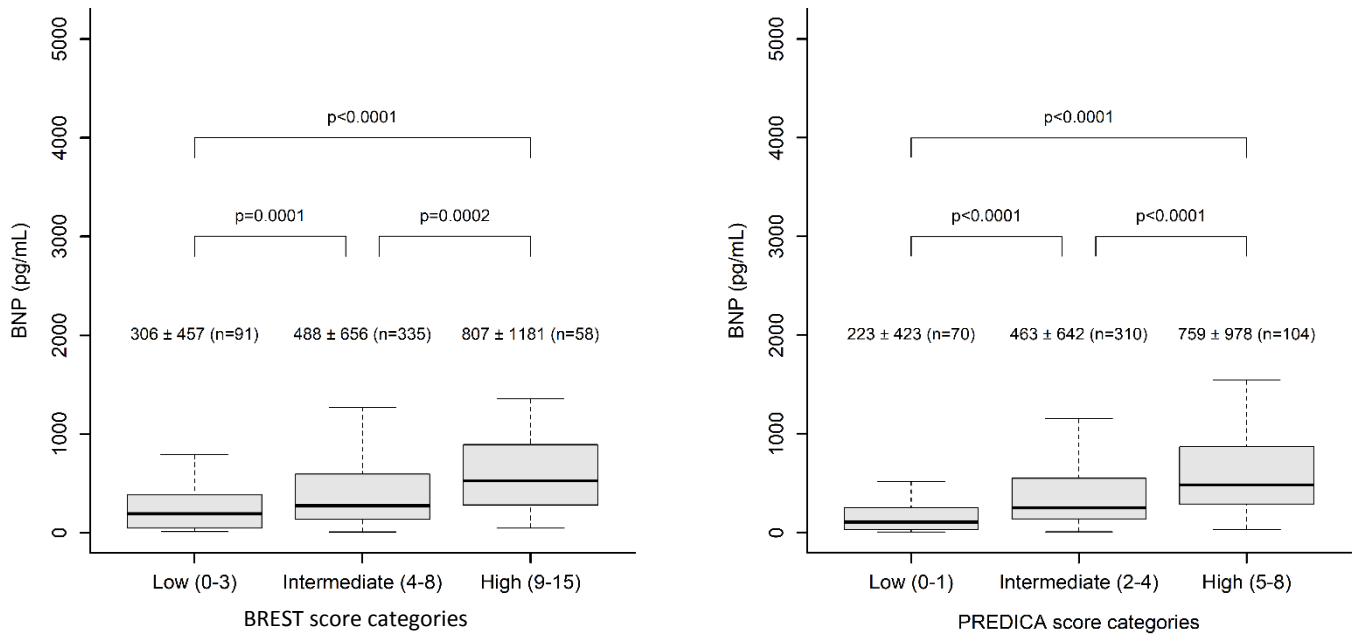 5000
4000
3000
2000
1000
0
BNP (pg/mL)
p<0.0001
p=0.0001
p=0.0002
306 ± 457 (n=91)
488 ± 656 (n=335)
807 ± 1181 (n=58)
Low (0-3)
Intermediate (4-8)
High (9-15)
BREST score categories
5000
4000
3000
2000
1000
0
BNP (pg/mL)
p<0.0001
p<0.0001
p<0.0001
223 ± 423 (n=70)
463 ± 642 (n=310)
759 ± 978 (n=104)
Low (0-1)
Intermediate (2-4)
High (5-8)
PREDICA score categories